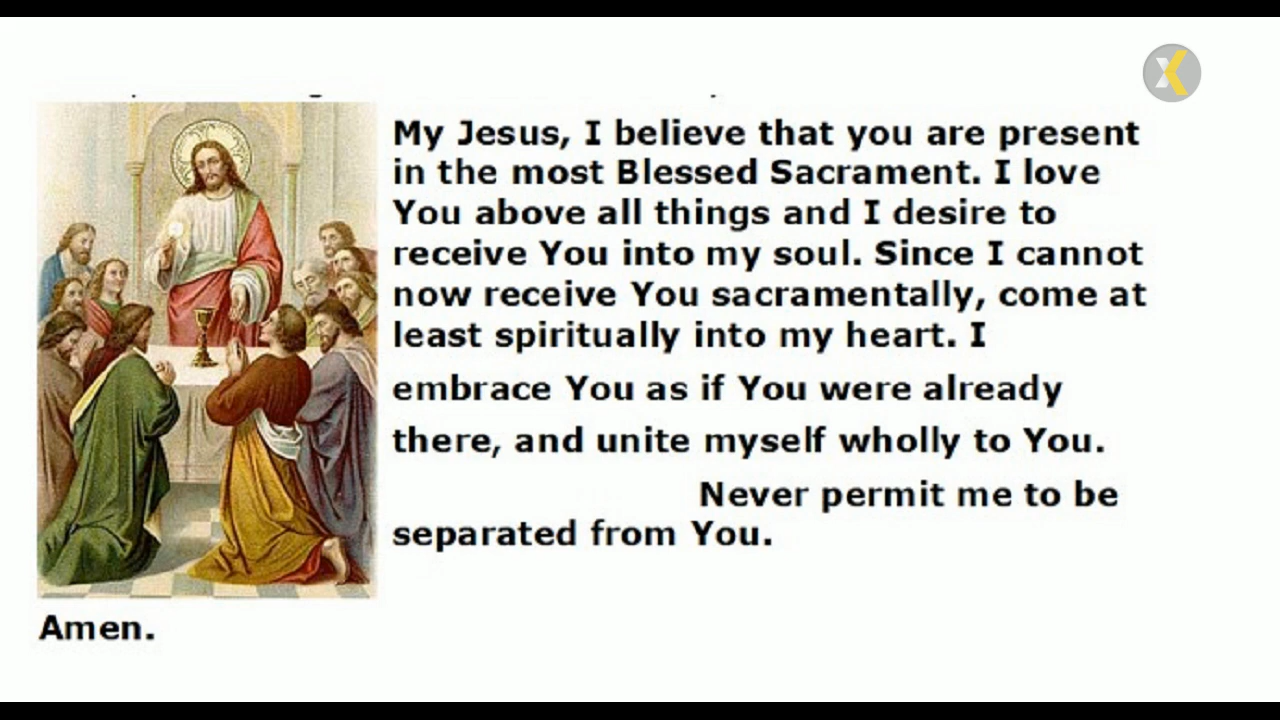 My Jesus, I believe that you are present
in the most Blessed Sacrament. I love
You above all things and I desire to
receive You into my soul. Since I cannot
now receive You sacramentally, come at
least spiritually into my heart. I
embrace You as if You were already
there, and unite myself wholly to You.
Never permit me to be
separated from You.
Amen.